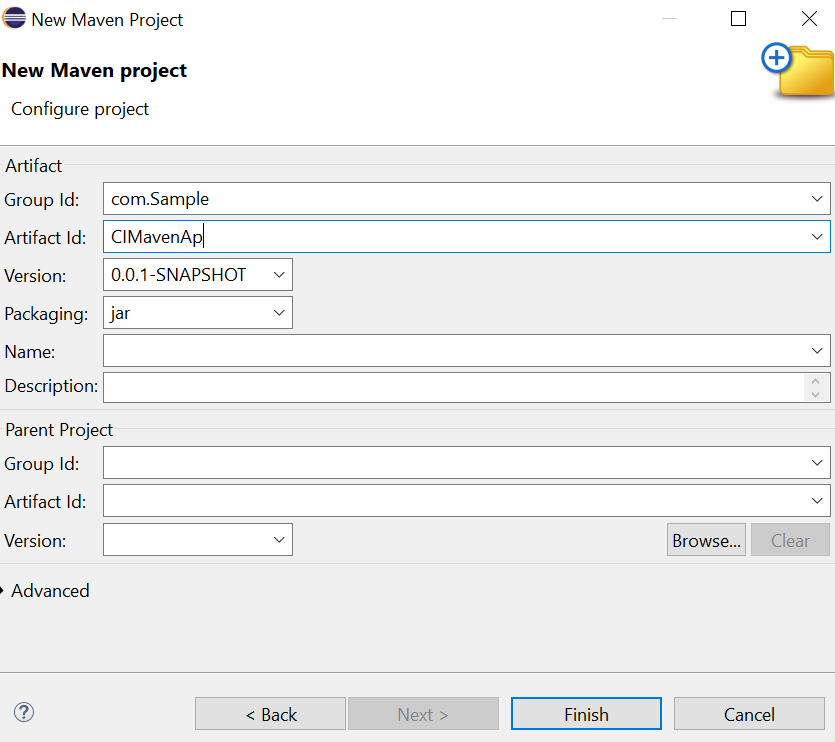 New Maven Project
New Maven project
Configure project
Artifact
Group Id: com.Sample
Artifact Id: CIMavenAp
Version: 0.0.1-SNAPSHOT
Packaging: jar
Name:
Description:
Parent Project
Group Id:
Artifact Id:
Version: Browse... Clear
Advanced
? < Back Next > Finish Cancel